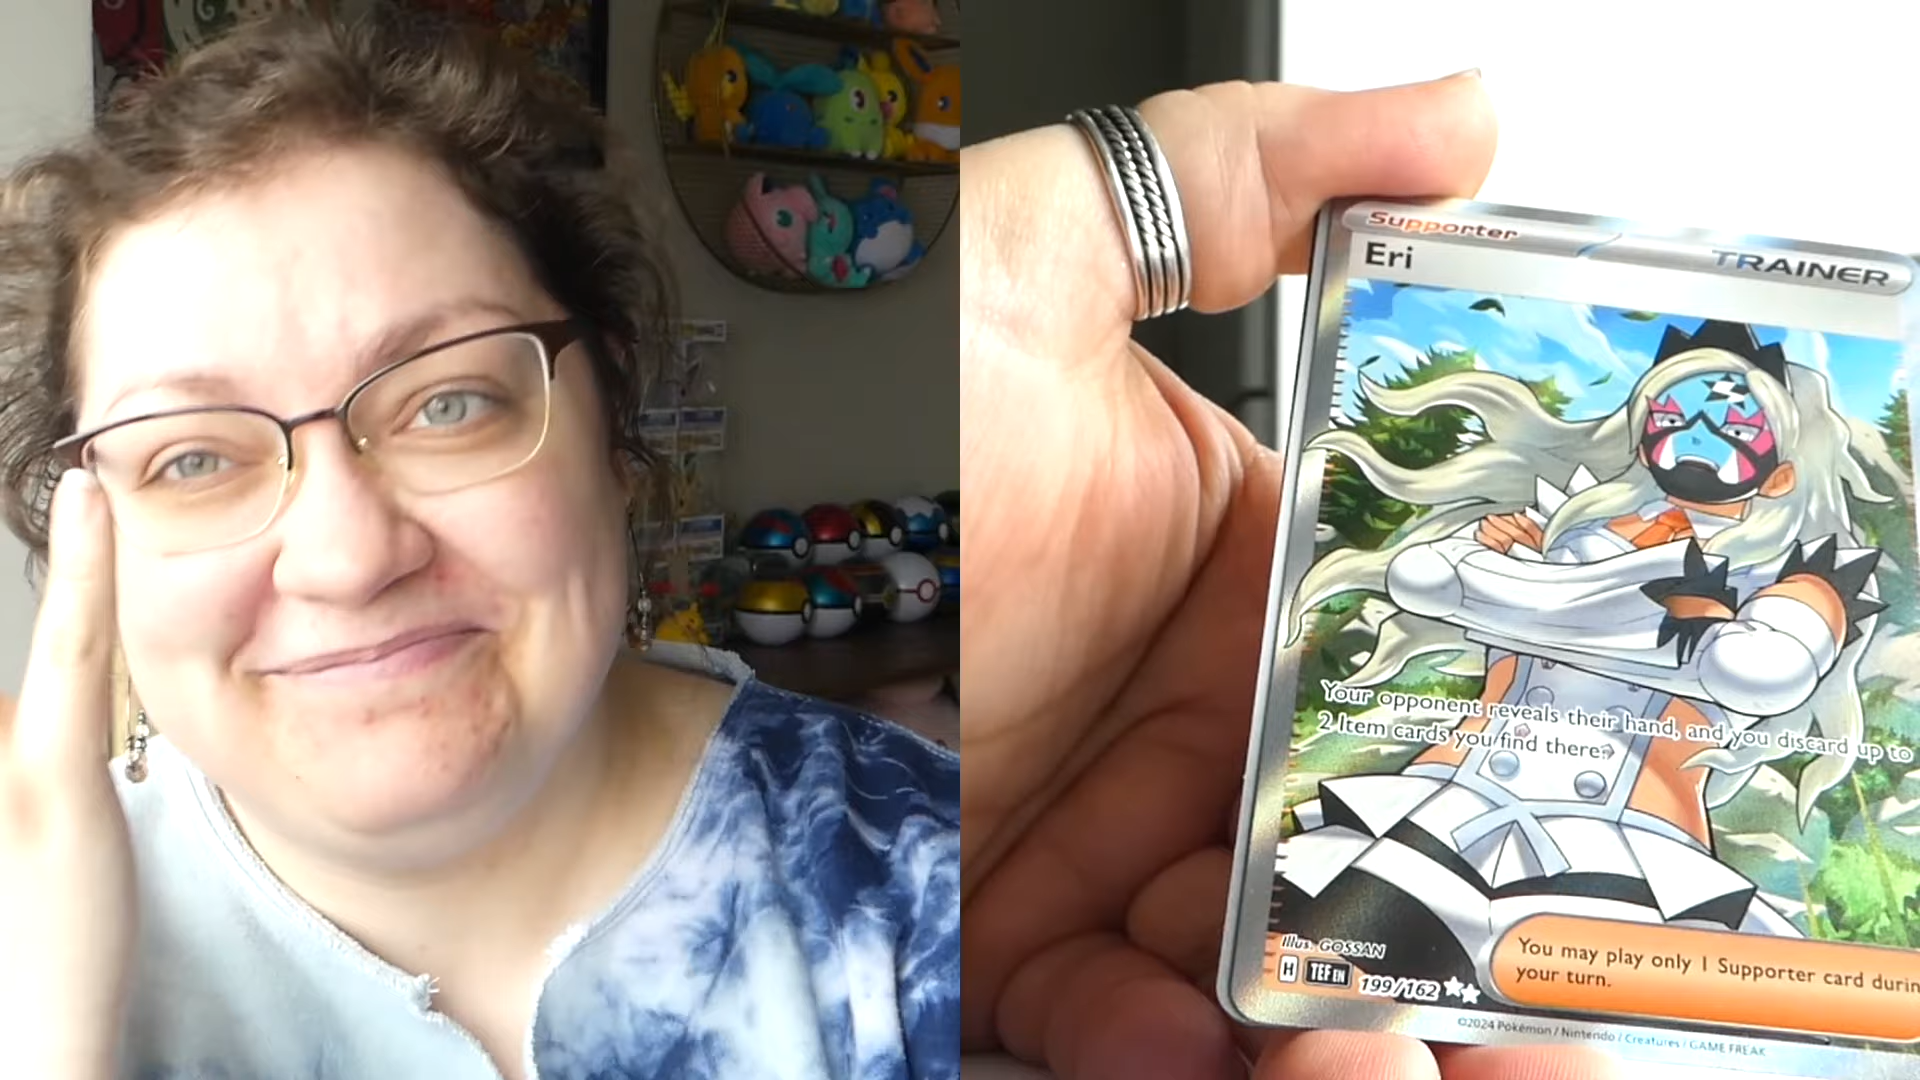 Supporter
TRAINER
Eri
Your opponent reveals their hand, and you discard up to
2 Item cards you find there.
Illus. GOSSAN
H TEF EN 199/162
You may play only 1 Supporter card durin
your turn.
©2024 Pokémon / Nintendo / Creatures / GAME FREAK